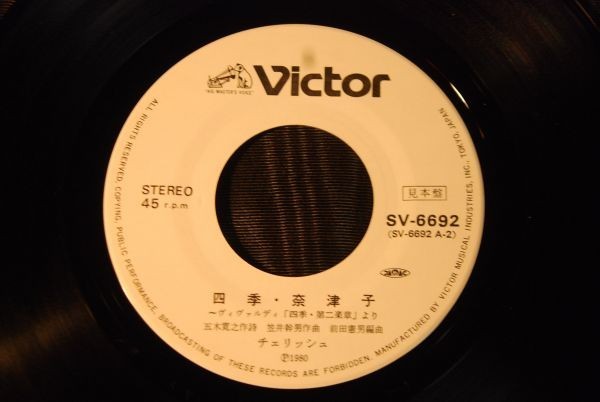 Victor
"HIS MASTER'S VOICE"
STEREO
45 r.p.m
見本盤
SV-6692
(SV-6692 A-2)
JASRAC
四季・奈津子
〜ヴィヴァルディ「四季・第二楽章」より
五木寛之作詩 笠井幹男作曲 前田憲男編曲
チェリッシュ
Ⓟ1980
ALL RIGHTS RESERVED. COPYING, PUBLIC PERFORMANCE, BROADCASTING OF THESE RECORDS ARE FORBIDDEN. MANUFACTURED BY VICTOR MUSICAL INDUSTRIES, INC., TOKYO, JAPAN